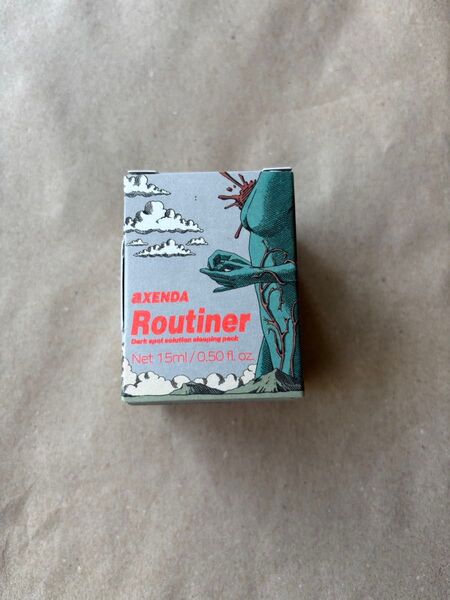 aXENDA
Routiner
Dark spot solution sleeping pack
Net 15ml / 0.50 fl. oz.